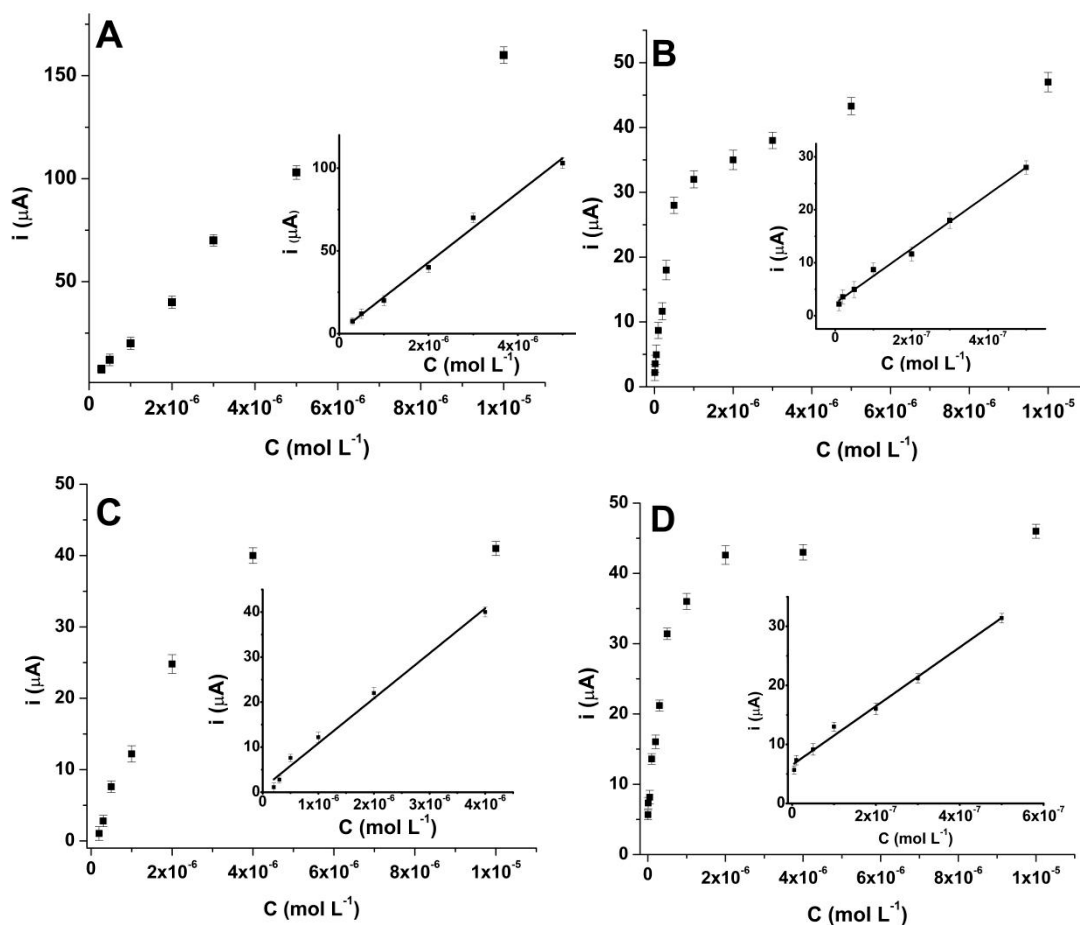 A
i (μA)
150
100
50
0
2x10⁻⁶
4x10⁻⁶
6x10⁻⁶
8x10⁻⁶
1x10⁻⁵
C (mol L⁻¹)
i (μA)
100
50
0
2x10⁻⁶
4x10⁻⁶
C (mol L⁻¹)
B
i (μA)
50
40
30
20
10
0
0
2x10⁻⁶
4x10⁻⁶
6x10⁻⁶
8x10⁻⁶
1x10⁻⁵
C (mol L⁻¹)
i (μA)
30
20
10
0
0
2x10⁻⁷
4x10⁻⁷
C (mol L⁻¹)
C
i (μA)
50
40
30
20
10
0
0
2x10⁻⁶
4x10⁻⁶
6x10⁻⁶
8x10⁻⁶
1x10⁻⁵
C (mol L⁻¹)
i (μA)
40
30
20
10
0
0
1x10⁻⁶
2x10⁻⁶
3x10⁻⁶
4x10⁻⁶
C (mol L⁻¹)
D
i (μA)
50
40
30
20
10
0
0
2x10⁻⁶
4x10⁻⁶
6x10⁻⁶
8x10⁻⁶
1x10⁻⁵
C (mol L⁻¹)
i (μA)
30
20
10
0
0
2x10⁻⁷
4x10⁻⁷
6x10⁻⁷
C (mol L⁻¹)